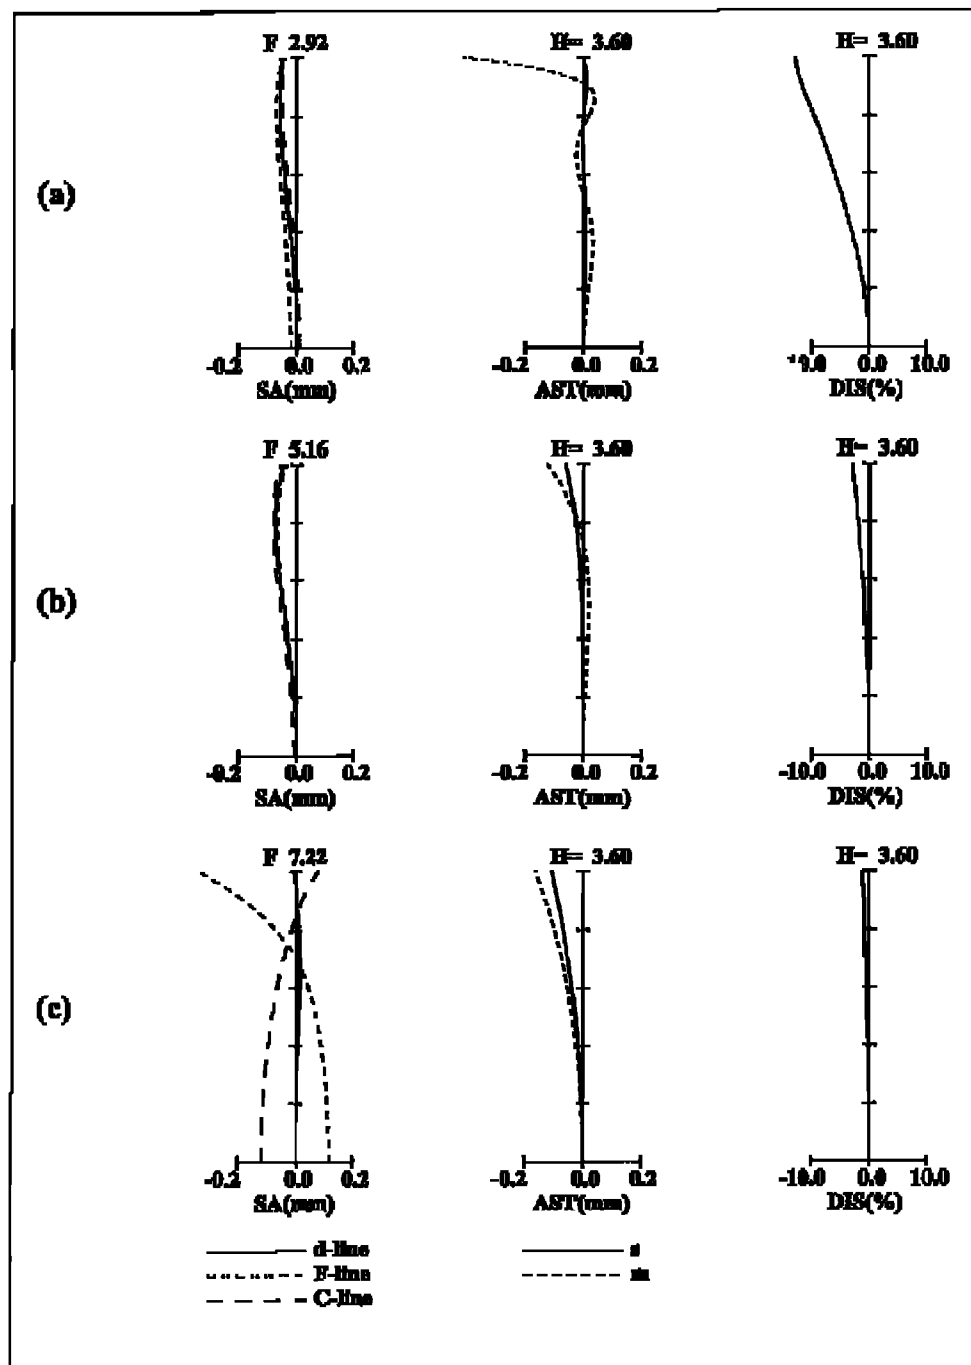 F 2.92 H= 3.60 H= 3.60
(a)
-0.2 0.0 0.2 -0.2 0.0 0.2 -10.0 0.0 10.0
SA(mm) AST(mm) DIS(%)
F 5.16 H= 3.60 H= 3.60
(b)
-0.2 0.0 0.2 -0.2 0.0 0.2 -10.0 0.0 10.0
SA(mm) AST(mm) DIS(%)
F 7.22 H= 3.60 H= 3.60
(c)
-0.2 0.0 0.2 -0.2 0.0 0.2 -10.0 0.0 10.0
SA(mm) AST(mm) DIS(%)
d-line s
F-line m
C-line